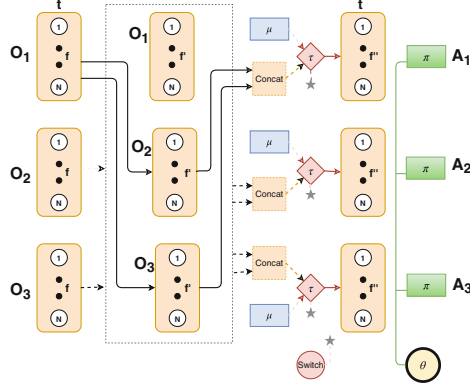 t
t
O1
1
f
N
O1
1
f'
N
μ
Concat
τ
1
f''
N
π
A1
O2
1
f
N
O2
1
f'
N
μ
Concat
τ
1
f''
N
π
A2
O3
1
f
N
O3
1
f'
N
Concat
μ
τ
1
f''
N
π
A3
Switch
θ